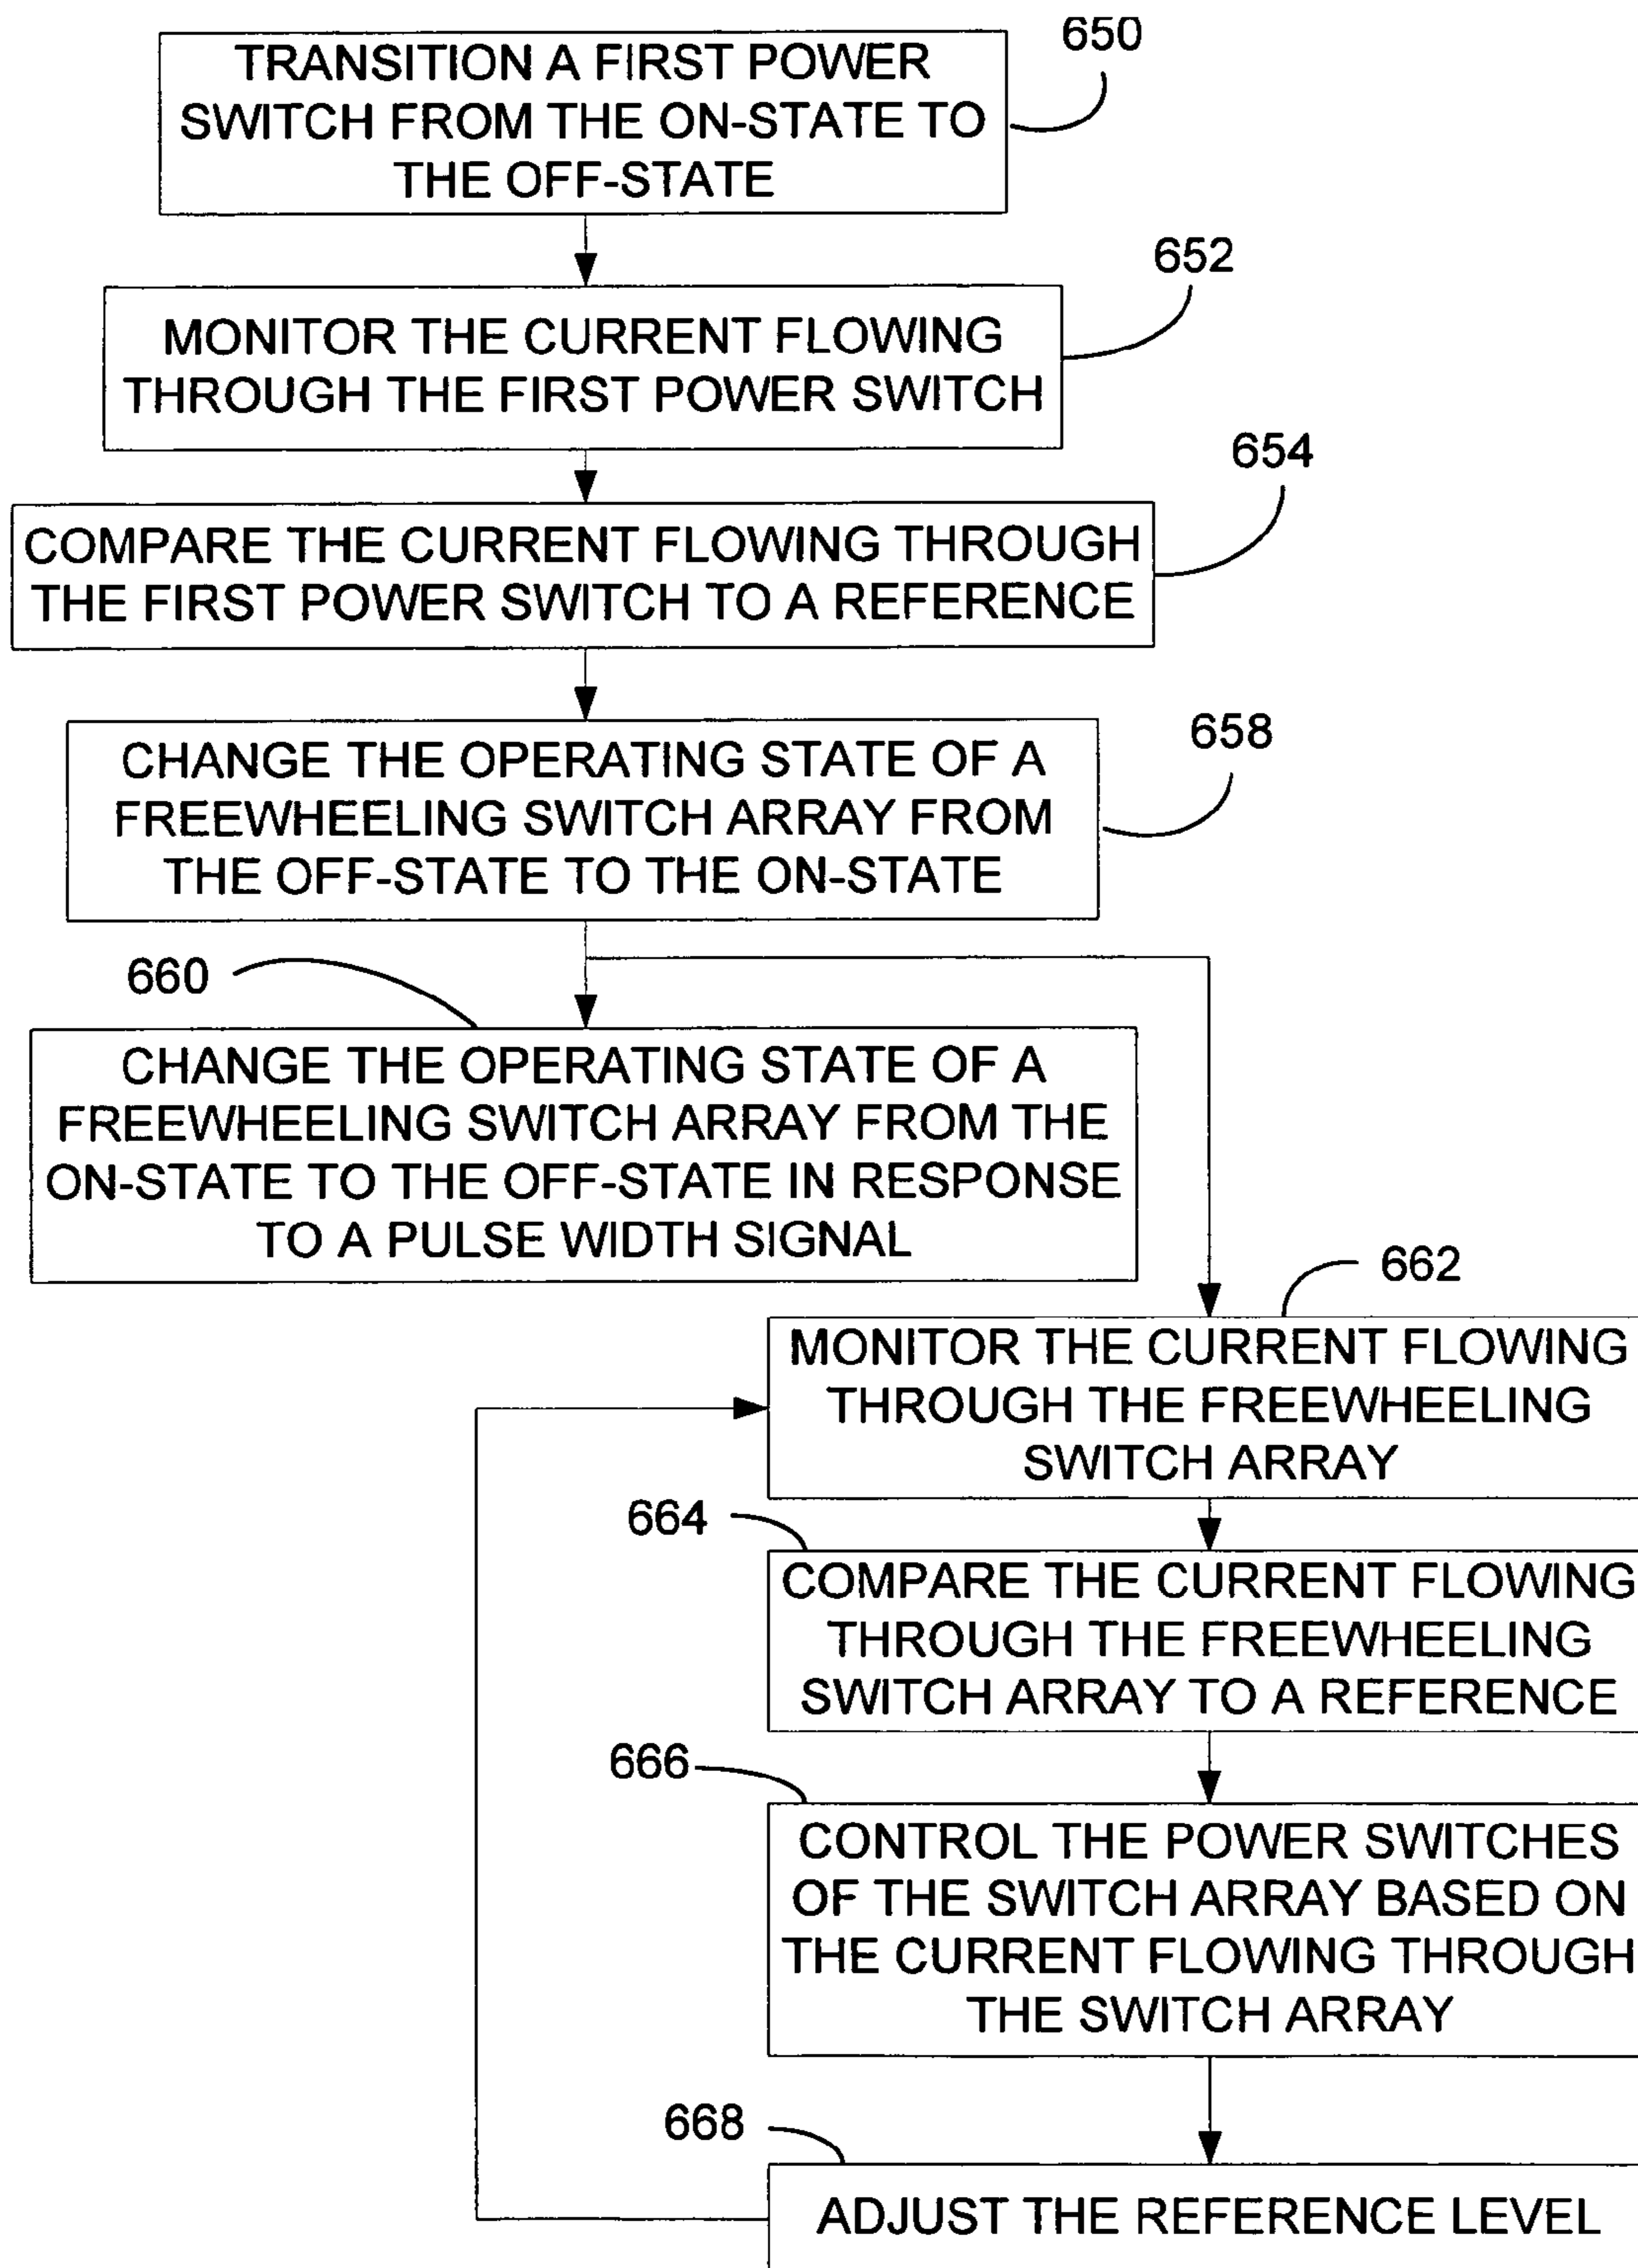 650
TRANSITION A FIRST POWER
SWITCH FROM THE ON-STATE TO
THE OFF-STATE
652
MONITOR THE CURRENT FLOWING
THROUGH THE FIRST POWER SWITCH
654
COMPARE THE CURRENT FLOWING THROUGH
THE FIRST POWER SWITCH TO A REFERENCE
658
CHANGE THE OPERATING STATE OF A
FREEWHEELING SWITCH ARRAY FROM
THE OFF-STATE TO THE ON-STATE
660
CHANGE THE OPERATING STATE OF A
FREEWHEELING SWITCH ARRAY FROM THE
ON-STATE TO THE OFF-STATE IN RESPONSE
TO A PULSE WIDTH SIGNAL
662
MONITOR THE CURRENT FLOWING
THROUGH THE FREEWHEELING
SWITCH ARRAY
664
COMPARE THE CURRENT FLOWING
THROUGH THE FREEWHEELING
SWITCH ARRAY TO A REFERENCE
666
CONTROL THE POWER SWITCHES
OF THE SWITCH ARRAY BASED ON
THE CURRENT FLOWING THROUGH
THE SWITCH ARRAY
668
ADJUST THE REFERENCE LEVEL